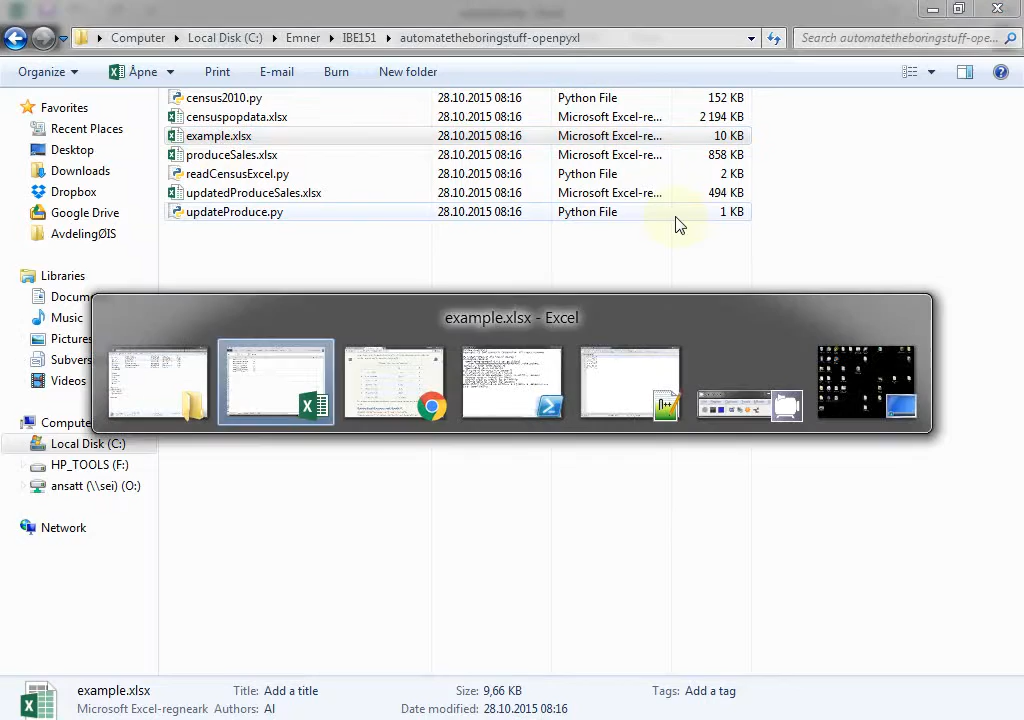 Computer Local Disk (C:) Emner IBE151 automatetheboringstuff-openpyxl Search automatetheboringstuff-ope...
Organize Åpne Print E-mail Burn New folder
Favorites
Recent Places
Desktop
Downloads
Dropbox
Google Drive
AvdelingØIS
Libraries
Docum
Music
Pictures
Subvers
Videos
Compute
Local Disk (C:)
HP_TOOLS (F:)
ansatt (\\sei) (O:)
Network
census2010.py 28.10.2015 08:16 Python File 152 KB
censuspopdata.xlsx 28.10.2015 08:16 Microsoft Excel-re... 2 194 KB
example.xlsx 28.10.2015 08:16 Microsoft Excel-re... 10 KB
produceSales.xlsx 28.10.2015 08:16 Microsoft Excel-re... 858 KB
readCensusExcel.py 28.10.2015 08:16 Python File 2 KB
updatedProduceSales.xlsx 28.10.2015 08:16 Microsoft Excel-re... 494 KB
updateProduce.py 28.10.2015 08:16 Python File 1 KB
example.xlsx - Excel
example.xlsx Title: Add a title Size: 9,66 KB Tags: Add a tag
Microsoft Excel-regneark Authors: Al Date modified: 28.10.2015 08:16